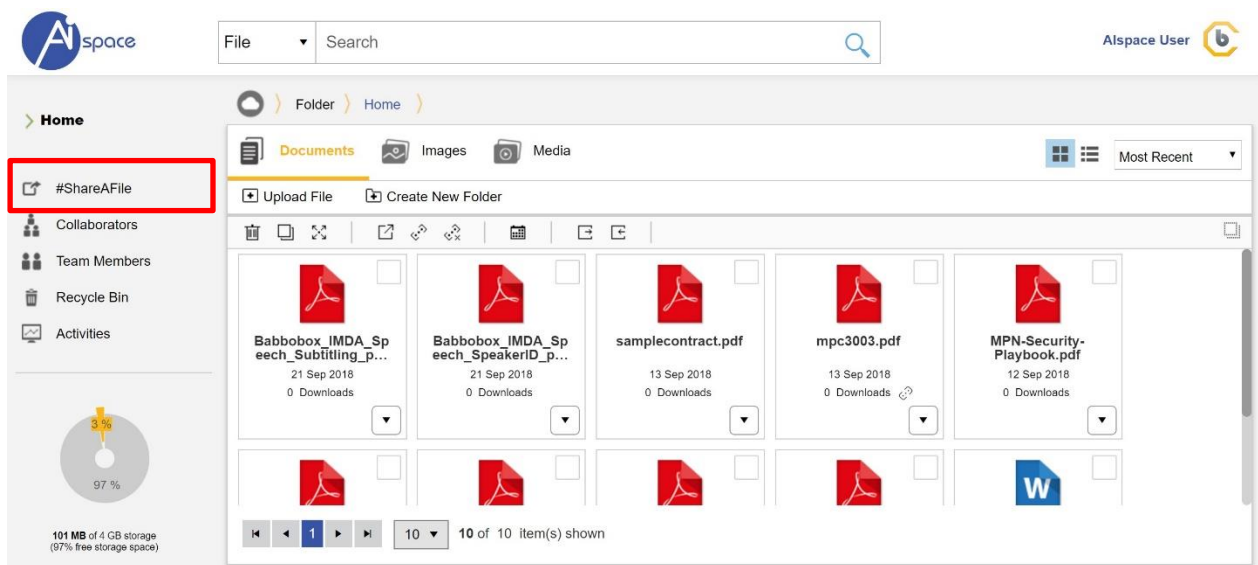 AIspace
File
Search
AIspace User
b
Home
Folder
Home
Documents
Images
Media
Most Recent
#ShareAFile
Upload File
Create New Folder
Collaborators
Team Members
Recycle Bin
Activities
Babbobox_IMDA_Sp
eech_Subtitling_p...
21 Sep 2018
0 Downloads
Babbobox_IMDA_Sp
eech_SpeakerID_p...
21 Sep 2018
0 Downloads
samplecontract.pdf
13 Sep 2018
0 Downloads
mpc3003.pdf
13 Sep 2018
0 Downloads
MPN-Security-
Playbook.pdf
12 Sep 2018
0 Downloads
W
3 %
97 %
101 MB of 4 GB storage
(97% free storage space)
1
10
10 of 10 item(s) shown